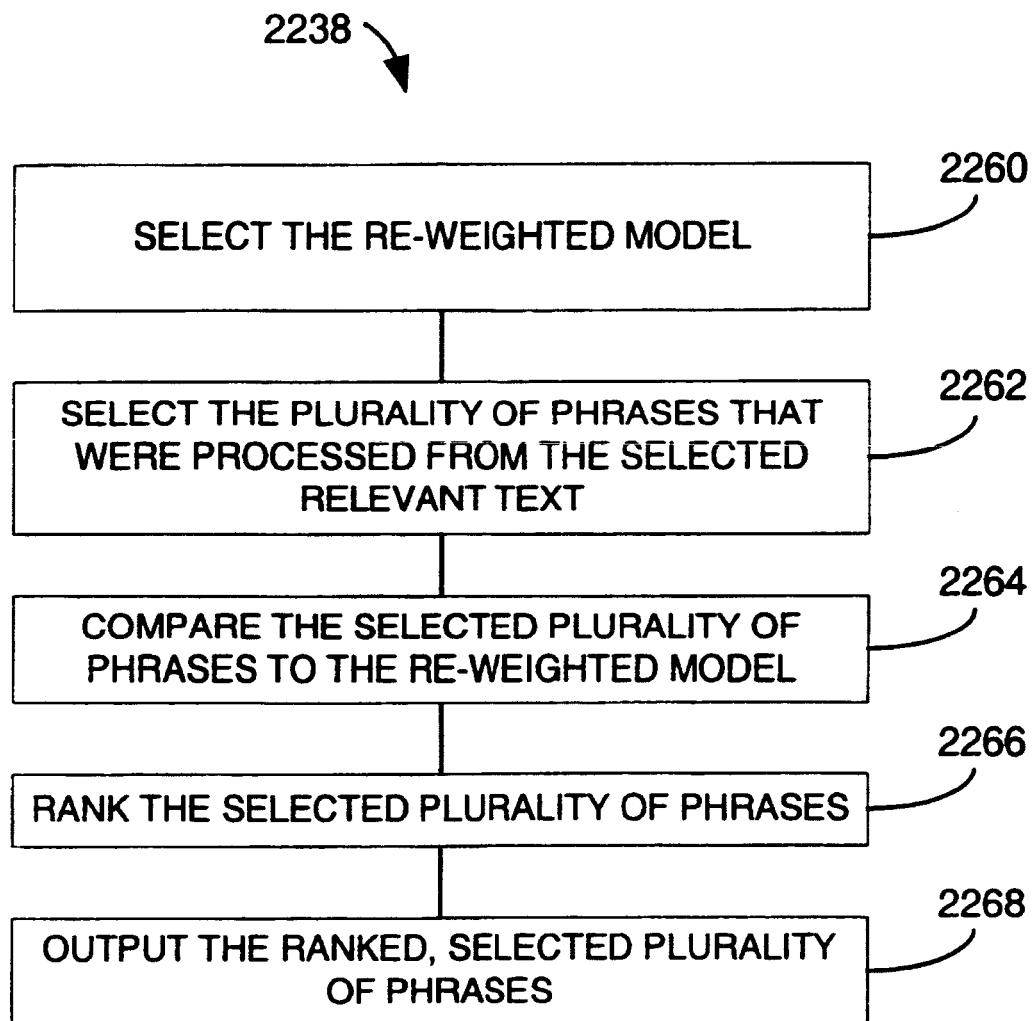 2238
2260
SELECT THE RE-WEIGHTED MODEL
2262
SELECT THE PLURALITY OF PHRASES THAT
WERE PROCESSED FROM THE SELECTED
RELEVANT TEXT
2264
COMPARE THE SELECTED PLURALITY OF
PHRASES TO THE RE-WEIGHTED MODEL
2266
RANK THE SELECTED PLURALITY OF PHRASES
2268
OUTPUT THE RANKED, SELECTED PLURALITY
OF PHRASES